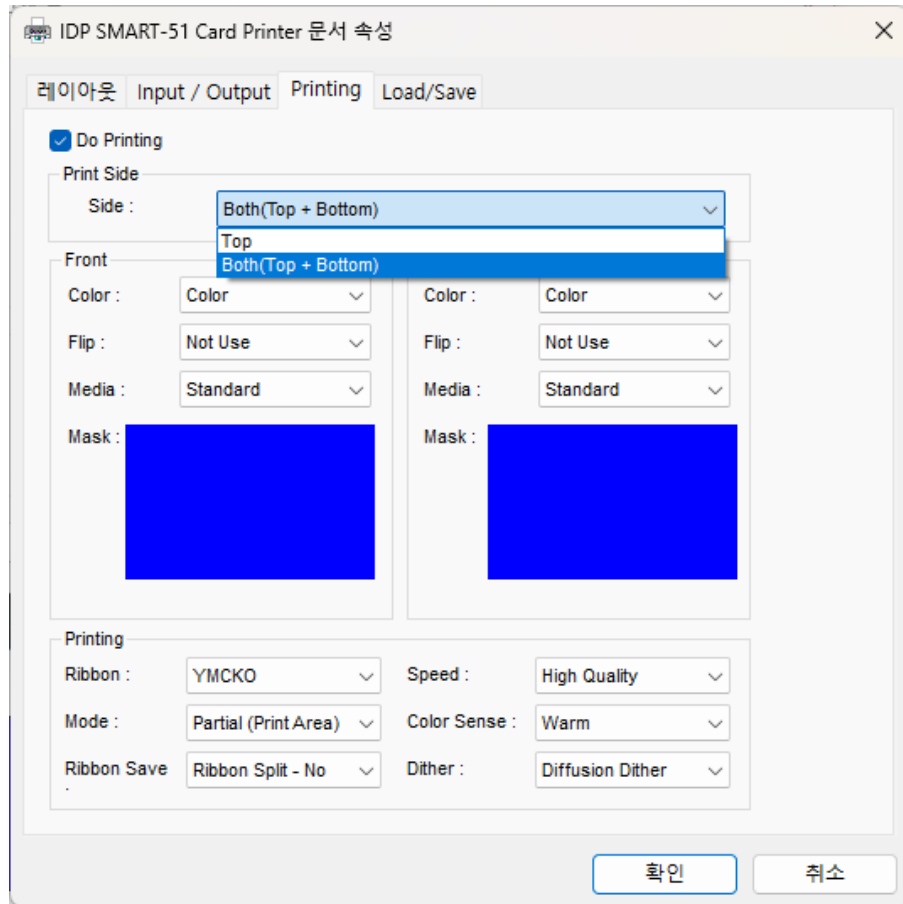 IDP SMART-51 Card Printer 문서 속성
레이아웃 Input / Output Printing Load/Save
Do Printing
Print Side
Side : Both(Top + Bottom)
Top
Both(Top + Bottom)
Front
Color : Color Color : Color
Flip : Not Use Flip : Not Use
Media : Standard Media : Standard
Mask : Mask :
Printing
Ribbon : YMCKO Speed : High Quality
Mode : Partial (Print Area) Color Sense : Warm
Ribbon Save Ribbon Split - No Dither : Diffusion Dither
확인 취소